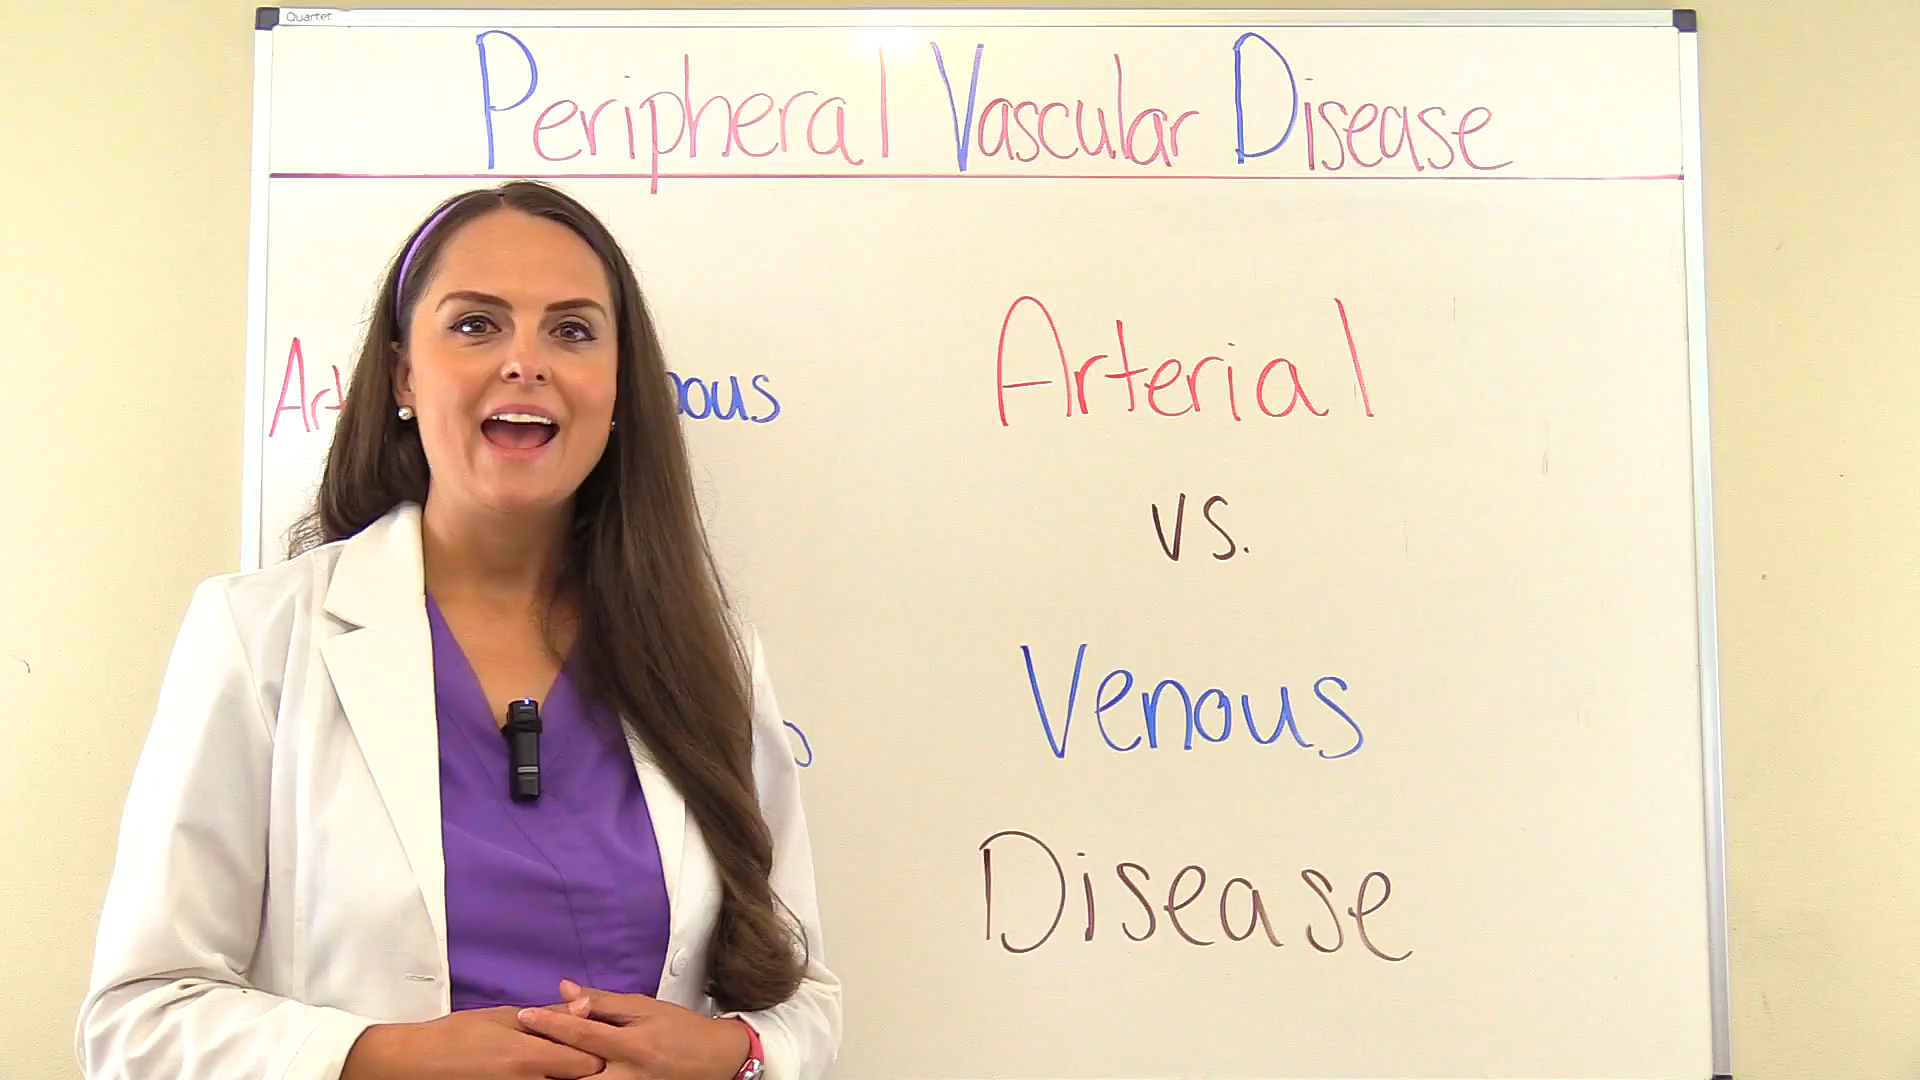 Quartet
Peripheral Vascular Disease
Arterial
vs.
Venous
Disease